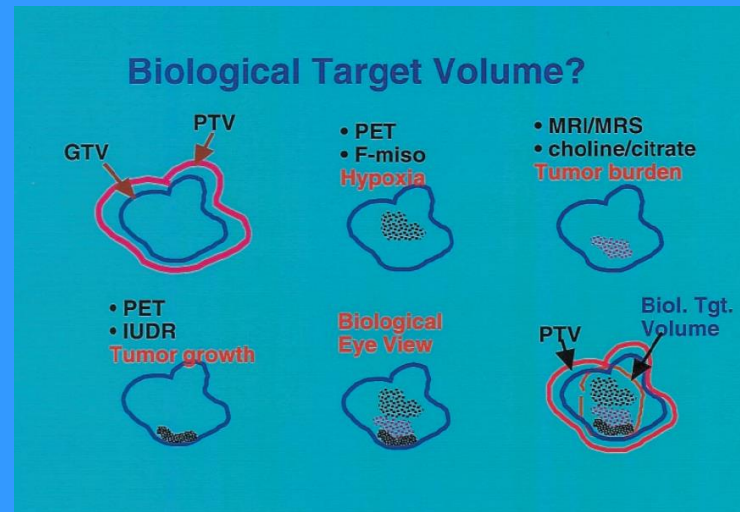 Biological Target Volume?
GTV
PTV
• PET
• F-miso
Hypoxia
• MRI/MRS
• choline/citrate
Tumor burden
• PET
• IUDR
Tumor growth
Biological
Eye View
PTV
Biol. Tgt.
Volume